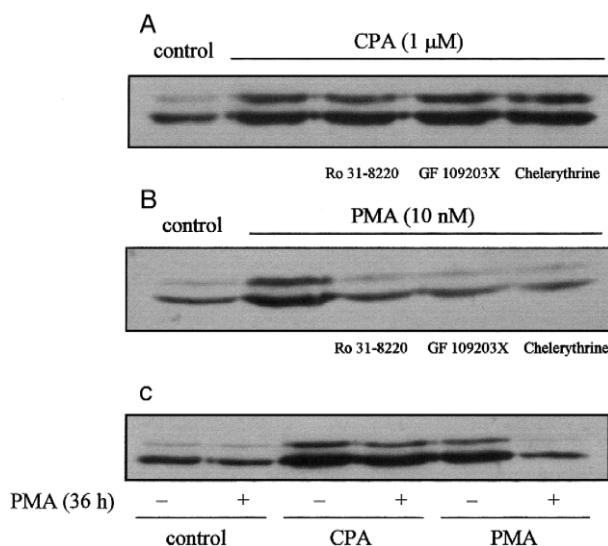 A
control CPA (1 μM)
Ro 31-8220 GF 109203X Chelerythrine
B
control PMA (10 nM)
Ro 31-8220 GF 109203X Chelerythrine
C
PMA (36 h) – + – + – +
control CPA PMA